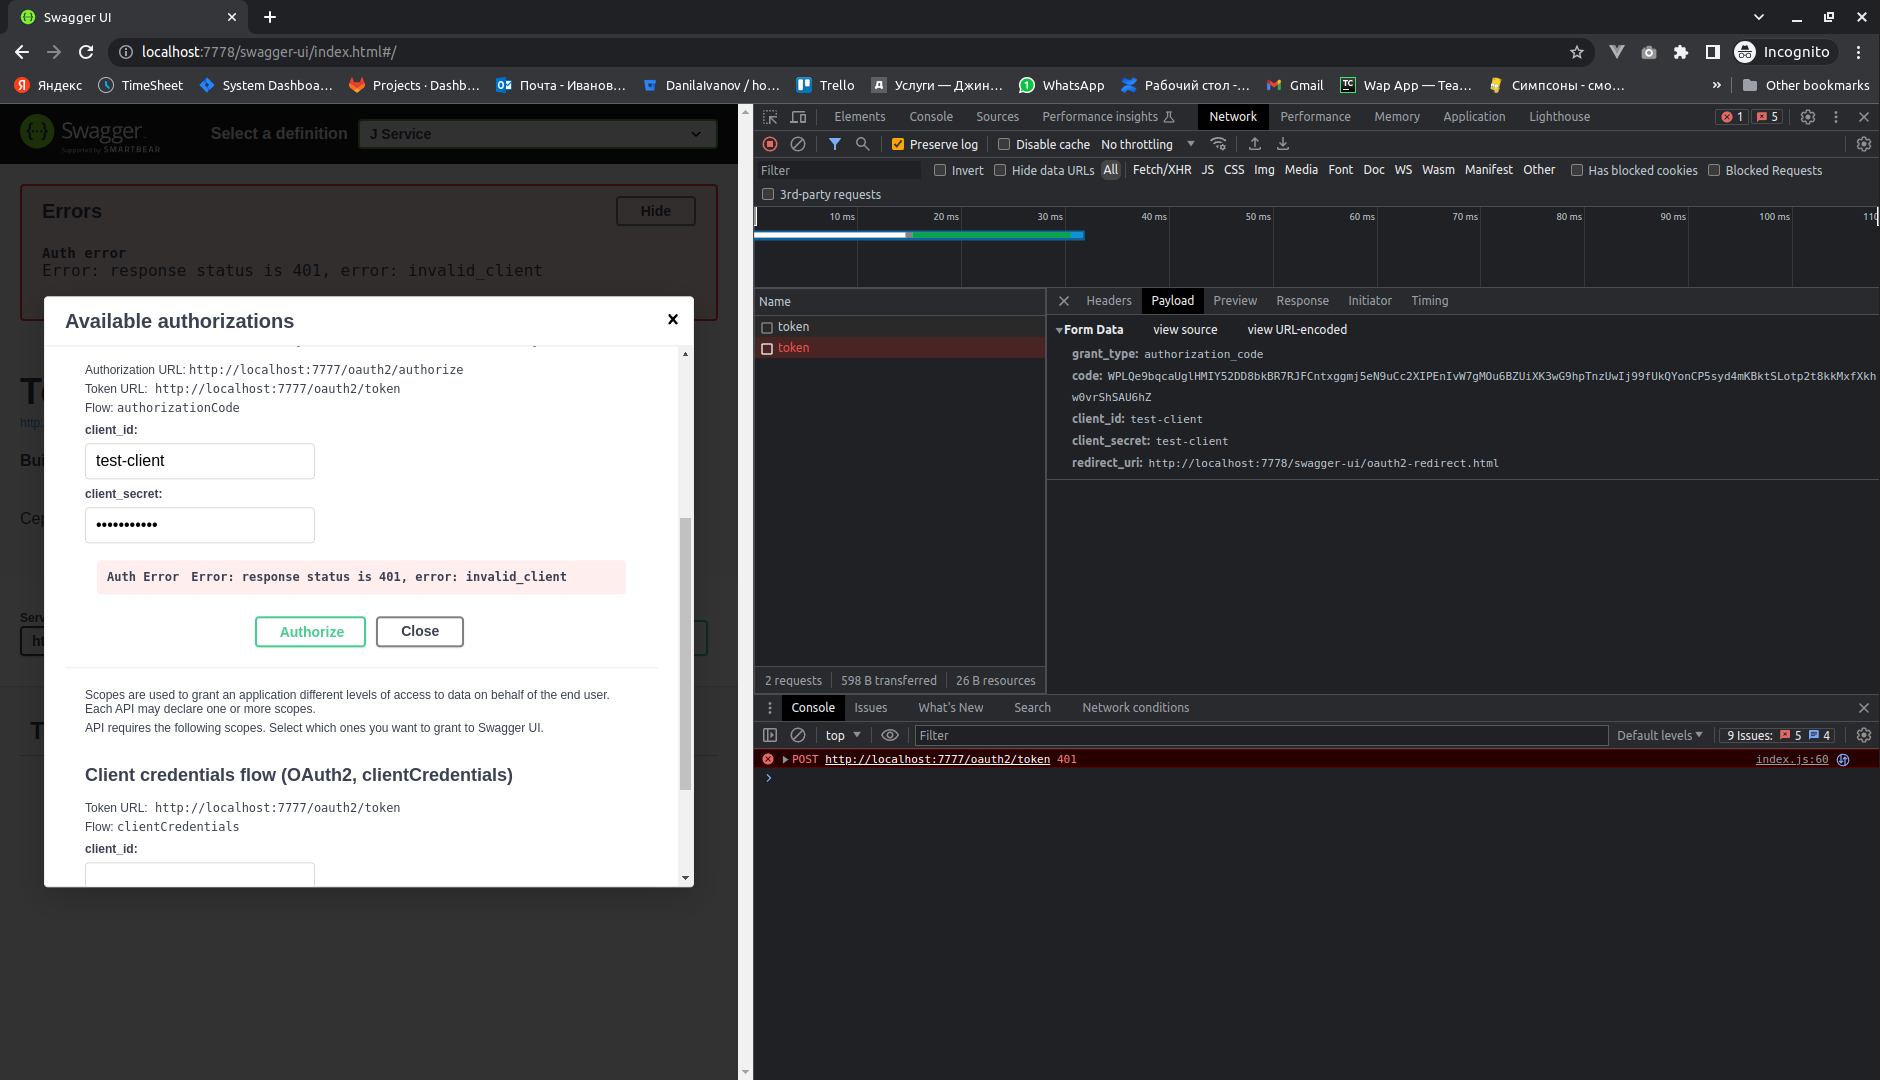 Swagger UI
localhost:7778/swagger-ui/index.html#/
Incognito
Яндекс
TimeSheet
System Dashboa...
Projects · Dashb...
Почта - Иванов...
DanilaIvanov / ho...
Trello
Услуги — Джин...
WhatsApp
Рабочий стол -...
Gmail
Wap App — Tea...
Симпсоны - смо...
»
Other bookmarks
Swagger
Supported by SMARTBEAR
Select a definition
J Service
Errors
Hide
Auth error
Error: response status is 401, error: invalid_client
Available authorizations
Authorization URL: http://localhost:7777/oauth2/authorize
Token URL: http://localhost:7777/oauth2/token
Flow: authorizationCode
client_id:
test-client
client_secret:
•••••••••••
Auth Error Error: response status is 401, error: invalid_client
Authorize
Close
Scopes are used to grant an application different levels of access to data on behalf of the end user.
Each API may declare one or more scopes.
API requires the following scopes. Select which ones you want to grant to Swagger UI.
Client credentials flow (OAuth2, clientCredentials)
Token URL: http://localhost:7777/oauth2/token
Flow: clientCredentials
client_id:
Elements
Console
Sources
Performance insights
Network
Performance
Memory
Application
Lighthouse
1
5
Preserve log
Disable cache
No throttling
Filter
Invert
Hide data URLs
All
Fetch/XHR
JS
CSS
Img
Media
Font
Doc
WS
Wasm
Manifest
Other
Has blocked cookies
Blocked Requests
3rd-party requests
10 ms
20 ms
30 ms
40 ms
50 ms
60 ms
70 ms
80 ms
90 ms
100 ms
110
Name
Headers
Payload
Preview
Response
Initiator
Timing
token
token
Form Data
view source
view URL-encoded
grant_type: authorization_code
code: WPLQe9bqcaUglHMIY52DD8bkBR7RJFCntxggmj5eN9uCc2XIPEnIvW7gMOu6BZUiXK3wG9hpTnzUwIj99fUkQYonCP5syd4mKBktSLotp2t8kkMxfXkh
w0vrShSAU6hZ
client_id: test-client
client_secret: test-client
redirect_uri: http://localhost:7778/swagger-ui/oauth2-redirect.html
2 requests
598 B transferred
26 B resources
Console
Issues
What's New
Search
Network conditions
top
Filter
Default levels
9 Issues:
5
4
POST http://localhost:7777/oauth2/token 401
index.js:60